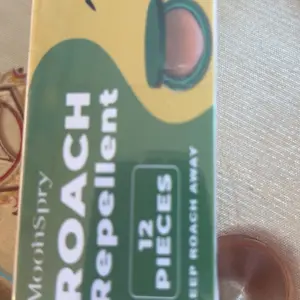 MoonSpry
ROACH
Repellent
12
PIECES
EEP ROACH AWAY